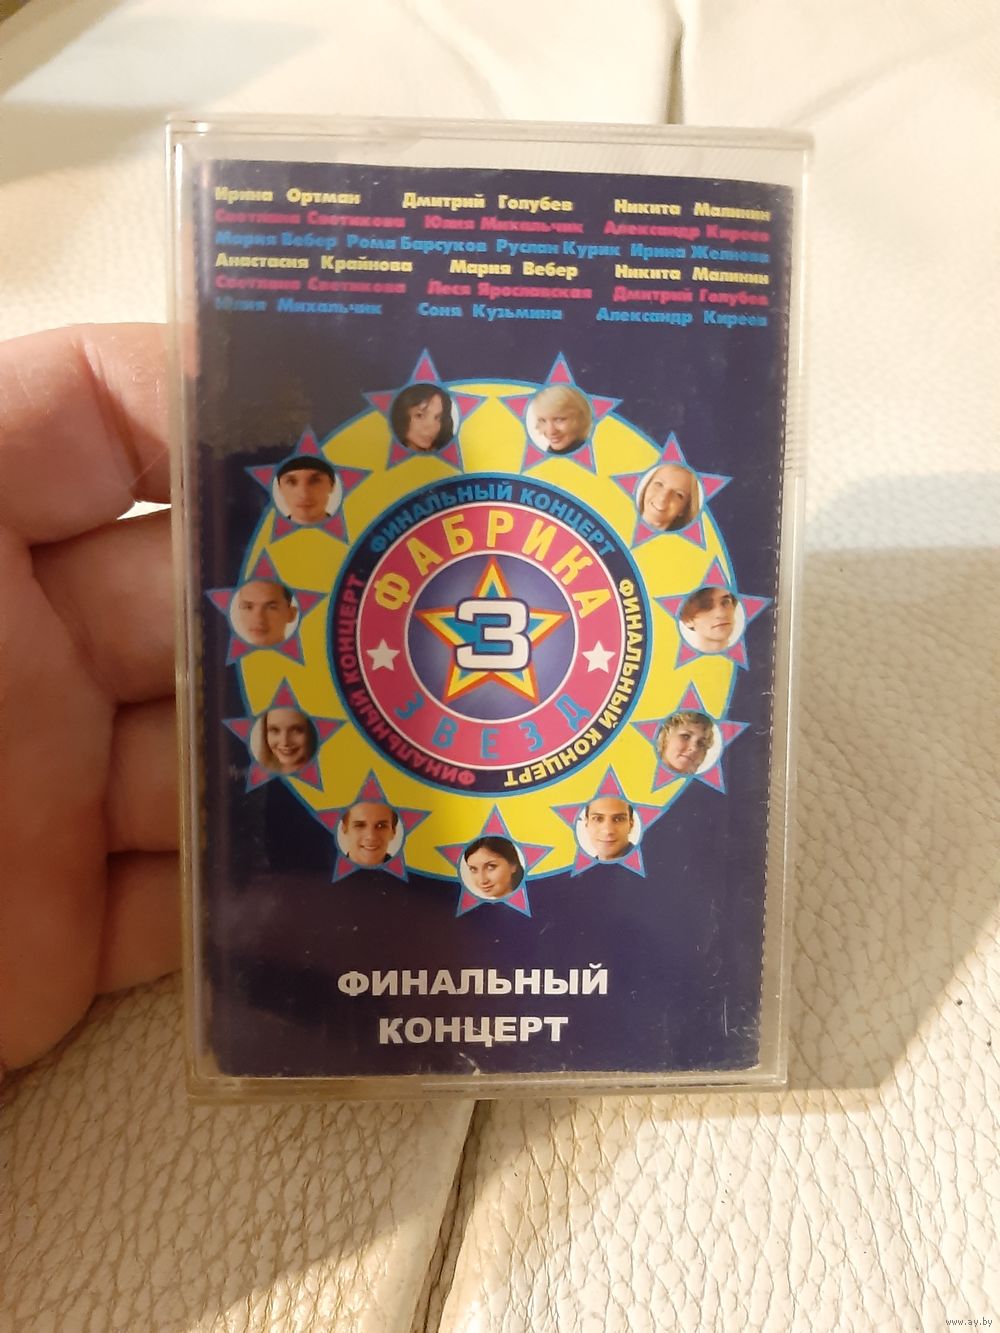 Ирина Ортман Дмитрий Голубев Никита Малинин
Светлана Светикова Юлия Михальчик Александр Киреев
Мария Вебер Рома Барсуков Руслан Курик Ирина Желнова
Анастасия Крайнова Мария Вебер Никита Малинин
Светлана Светикова Леся Ярославская Дмитрий Голубев
Юлия Михальчик Соня Кузьмина Александр Киреев
ФИНАЛЬНЫЙ КОНЦЕРТ
ФИНАЛЬНЫЙ КОНЦЕРТ
ФИНАЛЬНЫЙ КОНЦЕРТ
ФАБРИКА
3
ЗВЕЗД
ФИНАЛЬНЫЙ
КОНЦЕРТ
www.ay.by